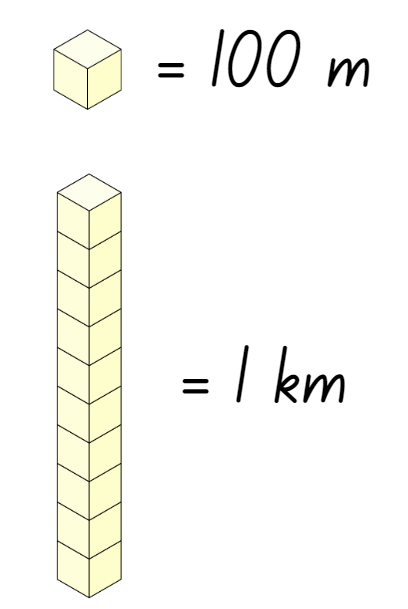 = 100 m
= 1 km